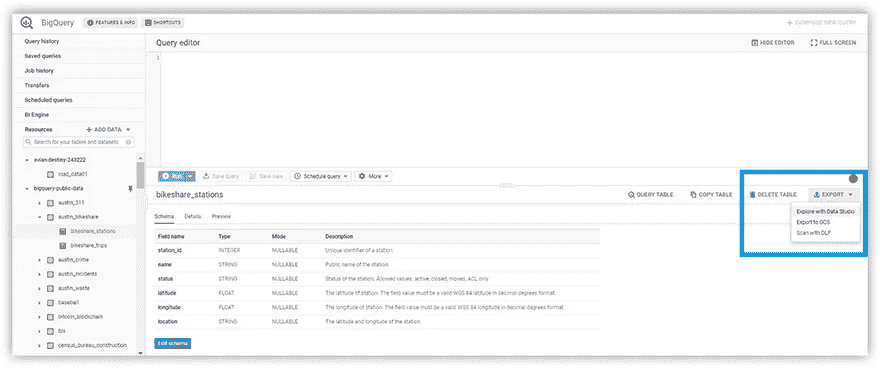 BigQuery FEATURES & INFO SHORTCUTS + COMPOSE NEW QUERY
Query history
Saved queries
Job history
Transfers
Scheduled queries
BI Engine
Resources + ADD DATA
Search for your tables and datasets
evian-destiny-243222
load_data01
bigquery-public-data
austin_311
austin_bikeshare
bikeshare_stations
bikeshare_trips
austin_crime
austin_incidents
austin_waste
baseball
bitcoin_blockchain
bls
census_bureau_construction
Query editor HIDE EDITOR FULL SCREEN
1
Run Save query Save view Schedule query More
bikeshare_stations QUERY TABLE COPY TABLE DELETE TABLE EXPORT
Explore with Data Studio
Export to GCS
Scan with DLP
Schema Details Preview
Field name Type Mode Description
station_id INTEGER NULLABLE Unique identifier of a station.
name STRING NULLABLE Public name of the station.
status STRING NULLABLE Status of the station. Allowed values: active, closed, moved, ACL only
latitude FLOAT NULLABLE The latitude of station. The field value must be a valid WGS 84 latitude in decimal degrees format.
longitude FLOAT NULLABLE The longitude of station. The field value must be a valid WGS 84 longitude in decimal degrees format.
location STRING NULLABLE The latitude and longitude of the station.
Edit schema